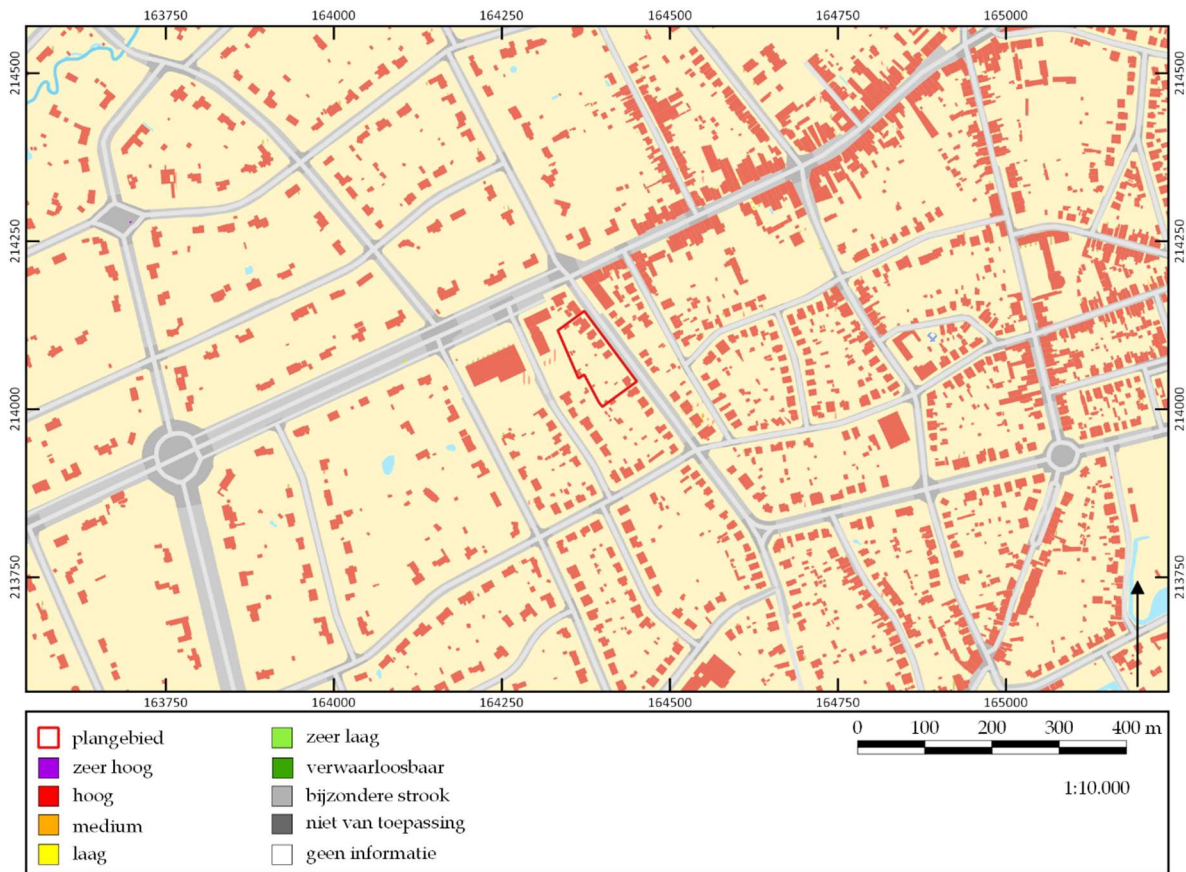 163750 164000 164250 164500 164750 165000
214500 214500
214250 214250
214000 214000
213750 213750
163750 164000 164250 164500 164750 165000
plangebied
zeer hoog
hoog
medium
laag
zeer laag
verwaarloosbaar
bijzondere strook
niet van toepassing
geen informatie
0 100 200 300 400 m
1:10.000